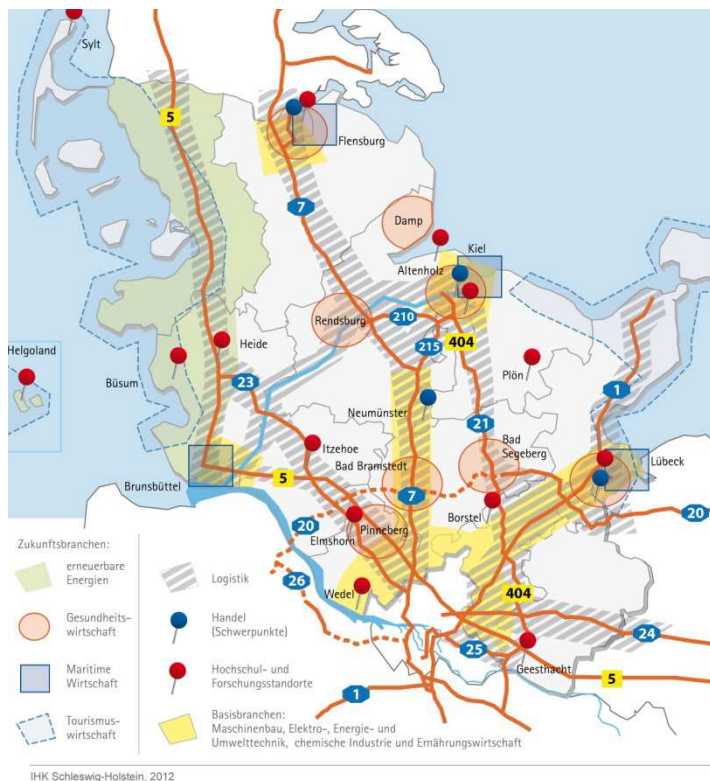 Sylt
5
Flensburg
7
Damp
Kiel
Altenholz
Rendsburg
210
215
404
Helgoland
Heide
Büsum
23
Plön
1
Neumünster
21
Itzehoe
Bad Bramstedt
Bad
Segeberg
Lübeck
Brunsbüttel
5
7
20
Pinneberg
Elmshorn
Borstel
20
26
Wedel
404
24
25
Geesthacht
5
1
Zukunftsbranchen:
erneuerbare
Energien
Gesundheits-
wirtschaft
Maritime
Wirtschaft
Tourismus-
wirtschaft
Logistik
Handel
(Schwerpunkte)
Hochschul- und
Forschungsstandorte
Basisbranchen:
Maschinenbau, Elektro-, Energie- und
Umwelttechnik, chemische Industrie und Ernährungswirtschaft
IHK Schleswig-Holstein, 2012